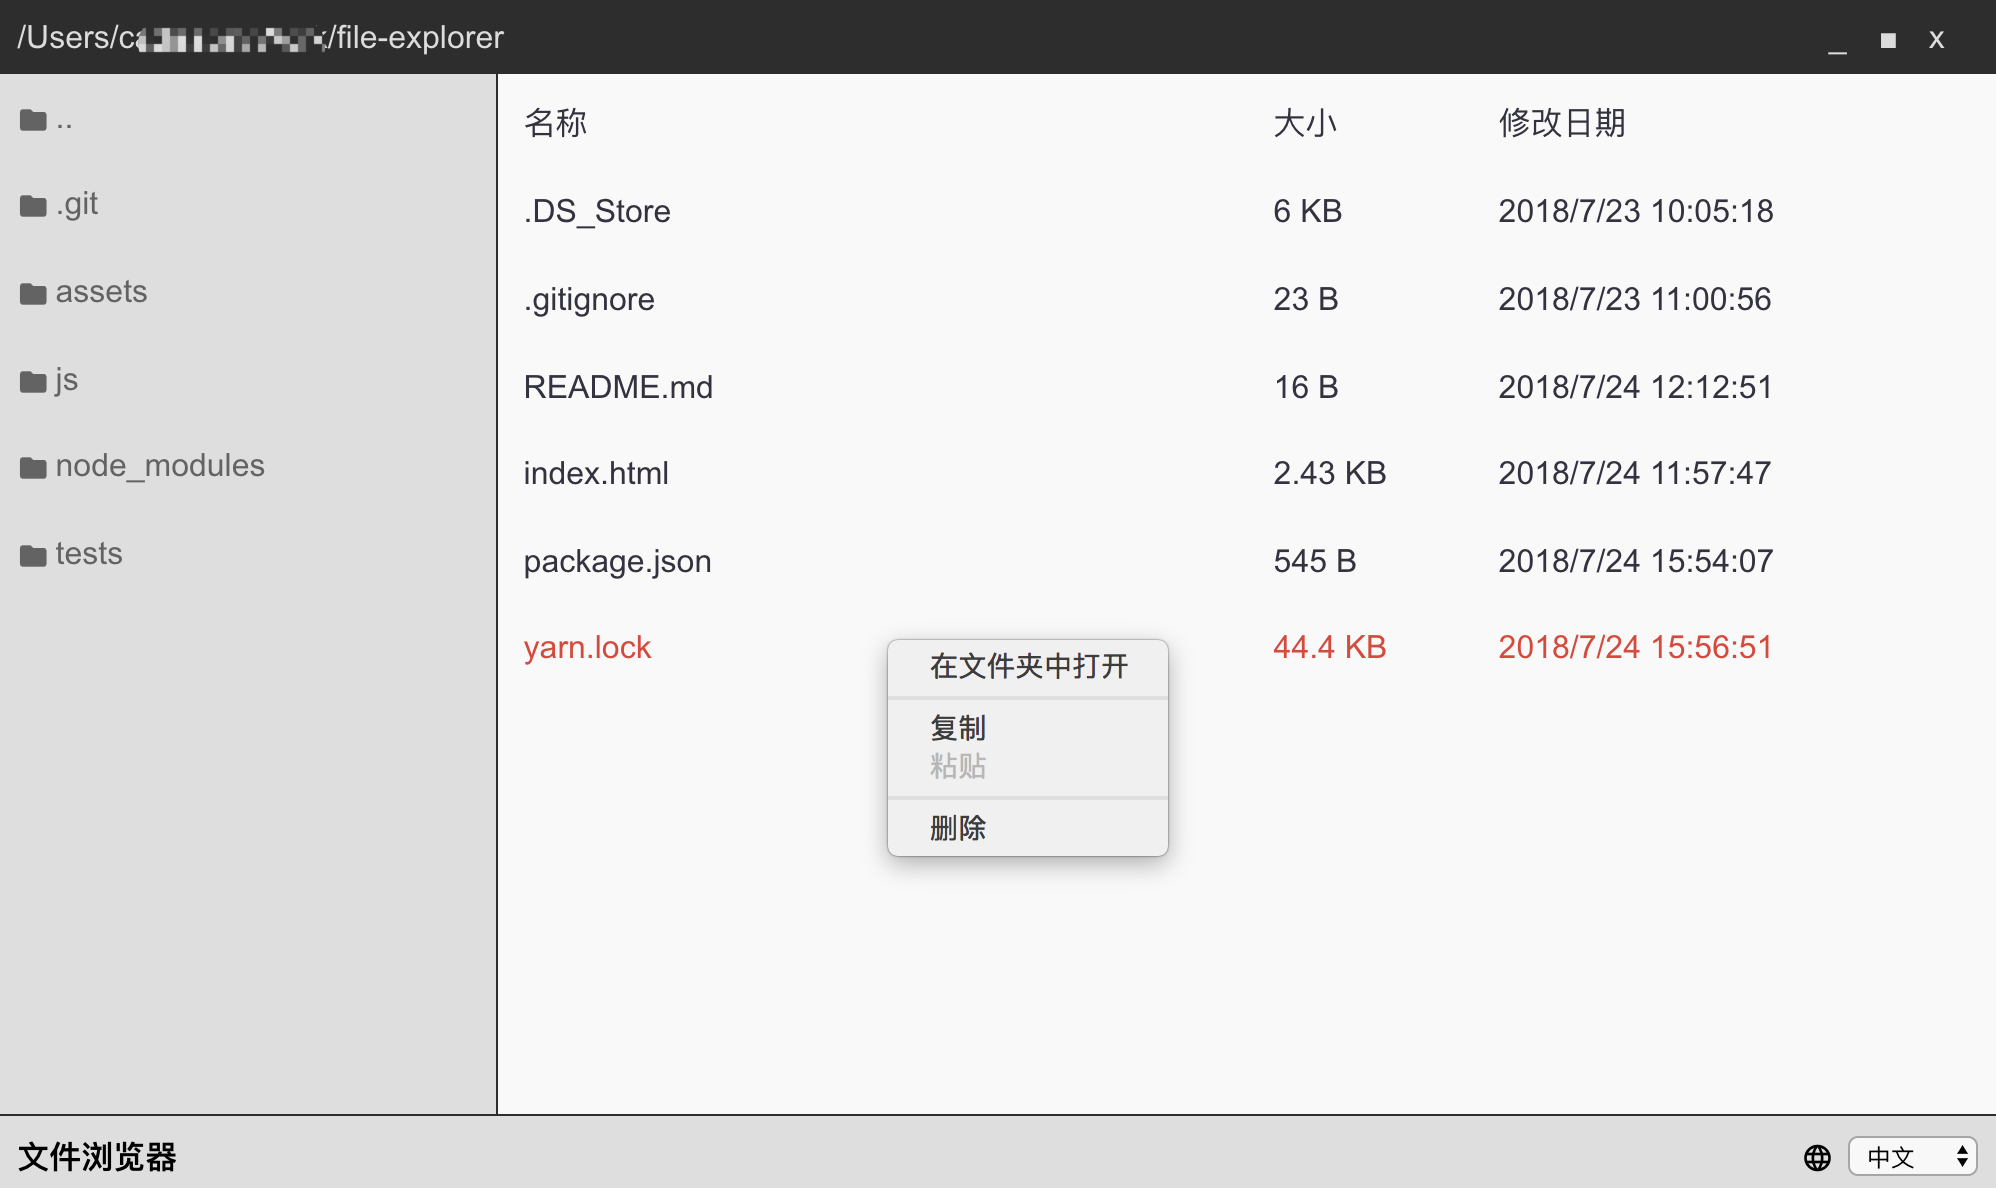 /Users/ /file-explorer
_ ■ X
..
.git
assets
js
node_modules
tests
名称 大小 修改日期
.DS_Store 6 KB 2018/7/23 10:05:18
.gitignore 23 B 2018/7/23 11:00:56
README.md 16 B 2018/7/24 12:12:51
index.html 2.43 KB 2018/7/24 11:57:47
package.json 545 B 2018/7/24 15:54:07
yarn.lock 44.4 KB 2018/7/24 15:56:51
在文件夹中打开
复制
粘贴
删除
文件浏览器
中文